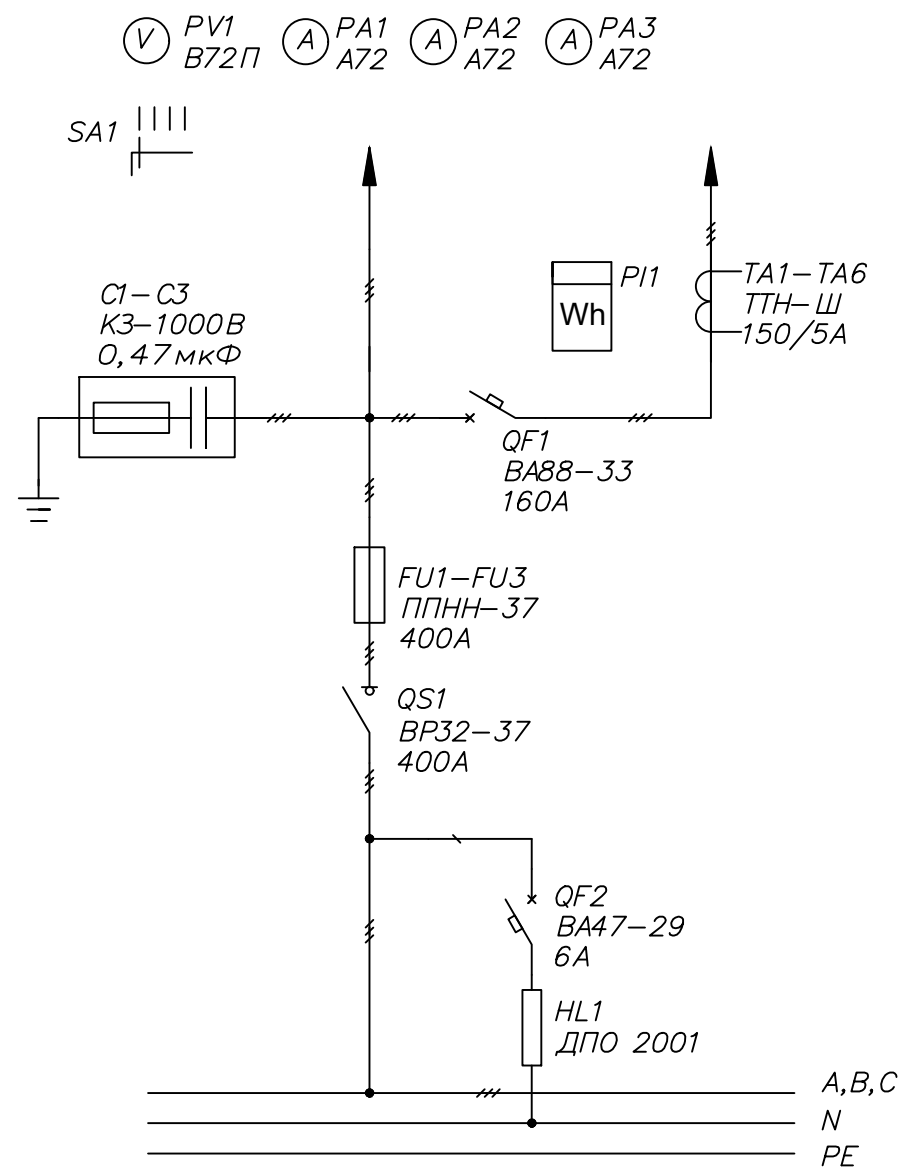 V PV1
В72П
A PA1
А72
A PA2
А72
A PA3
А72
SA1
C1-C3
КЗ-1000В
0,47мкФ
Wh PI1
TA1-TA6
ТТН-Ш
150/5А
QF1
ВА88-33
160А
FU1-FU3
ППНН-37
400А
QS1
ВР32-37
400А
QF2
ВА47-29
6А
HL1
ДПО 2001
A,B,C
N
PE